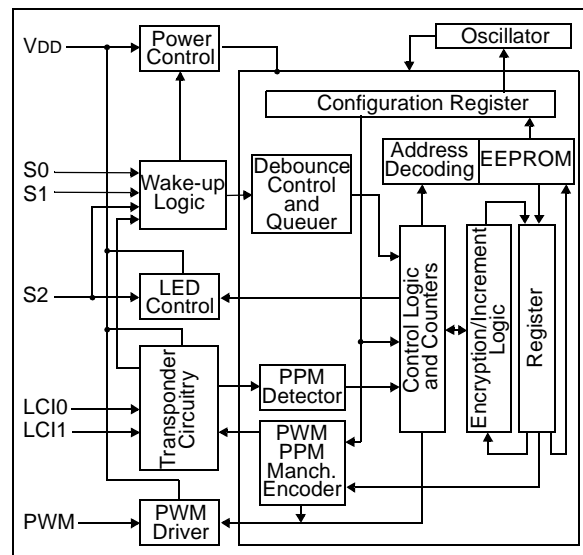 VDD
Power
Control
Oscillator
Configuration Register
S0
S1
Wake-up
Logic
Debounce
Control
and
Queuer
Address
Decoding
EEPROM
S2
LED
Control
Control Logic
and Counters
Encryption/Increment
Logic
Register
LCI0
LCI1
Transponder
Circuitry
PPM
Detector
PWM
PPM
Manch.
Encoder
PWM
PWM
Driver